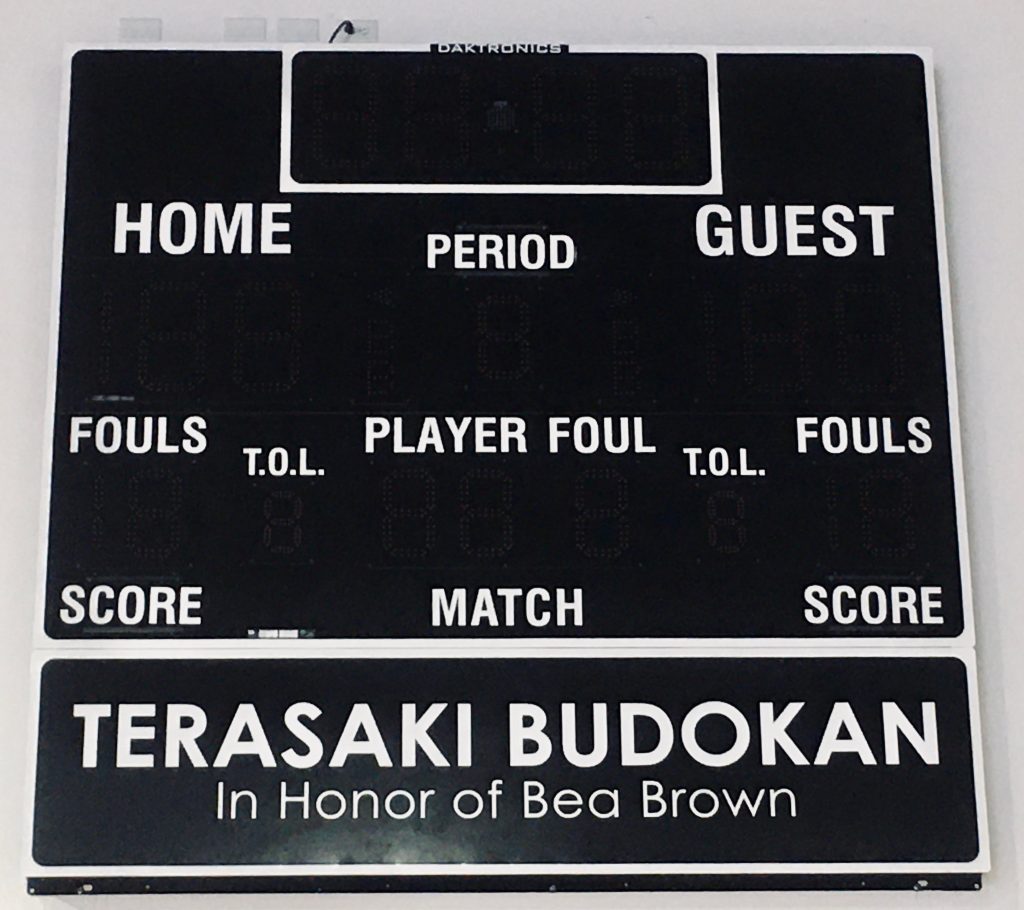 DAKTRONICS
HOME PERIOD GUEST
FOULS T.O.L. PLAYER FOUL T.O.L. FOULS
SCORE MATCH SCORE
TERASAKI BUDOKAN
In Honor of Bea Brown